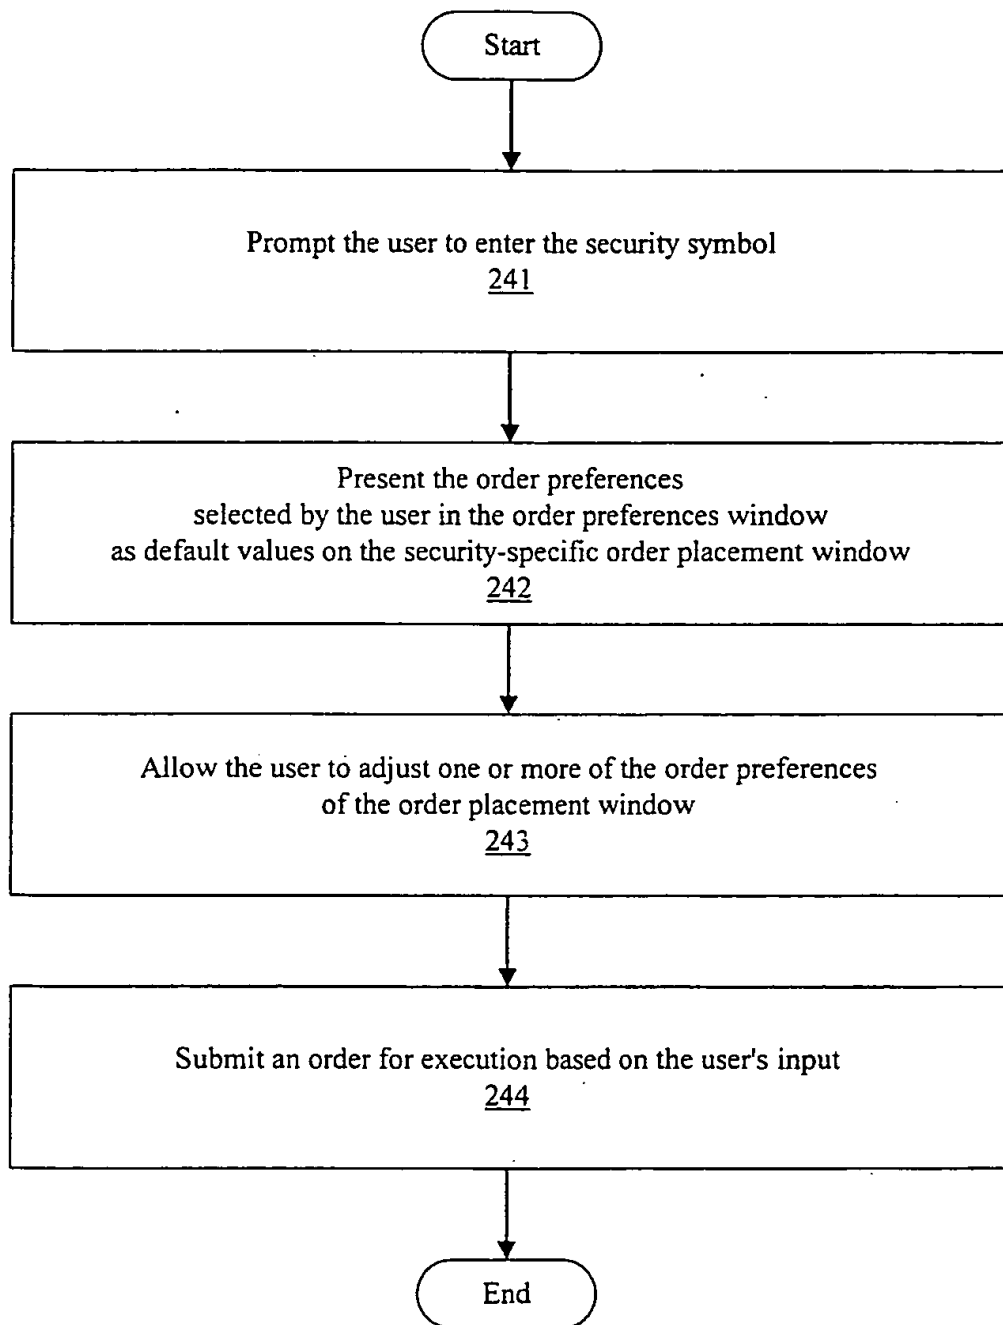 Start
Prompt the user to enter the security symbol
241
Present the order preferences
selected by the user in the order preferences window
as default values on the security-specific order placement window
242
Allow the user to adjust one or more of the order preferences
of the order placement window
243
Submit an order for execution based on the user's input
244
End